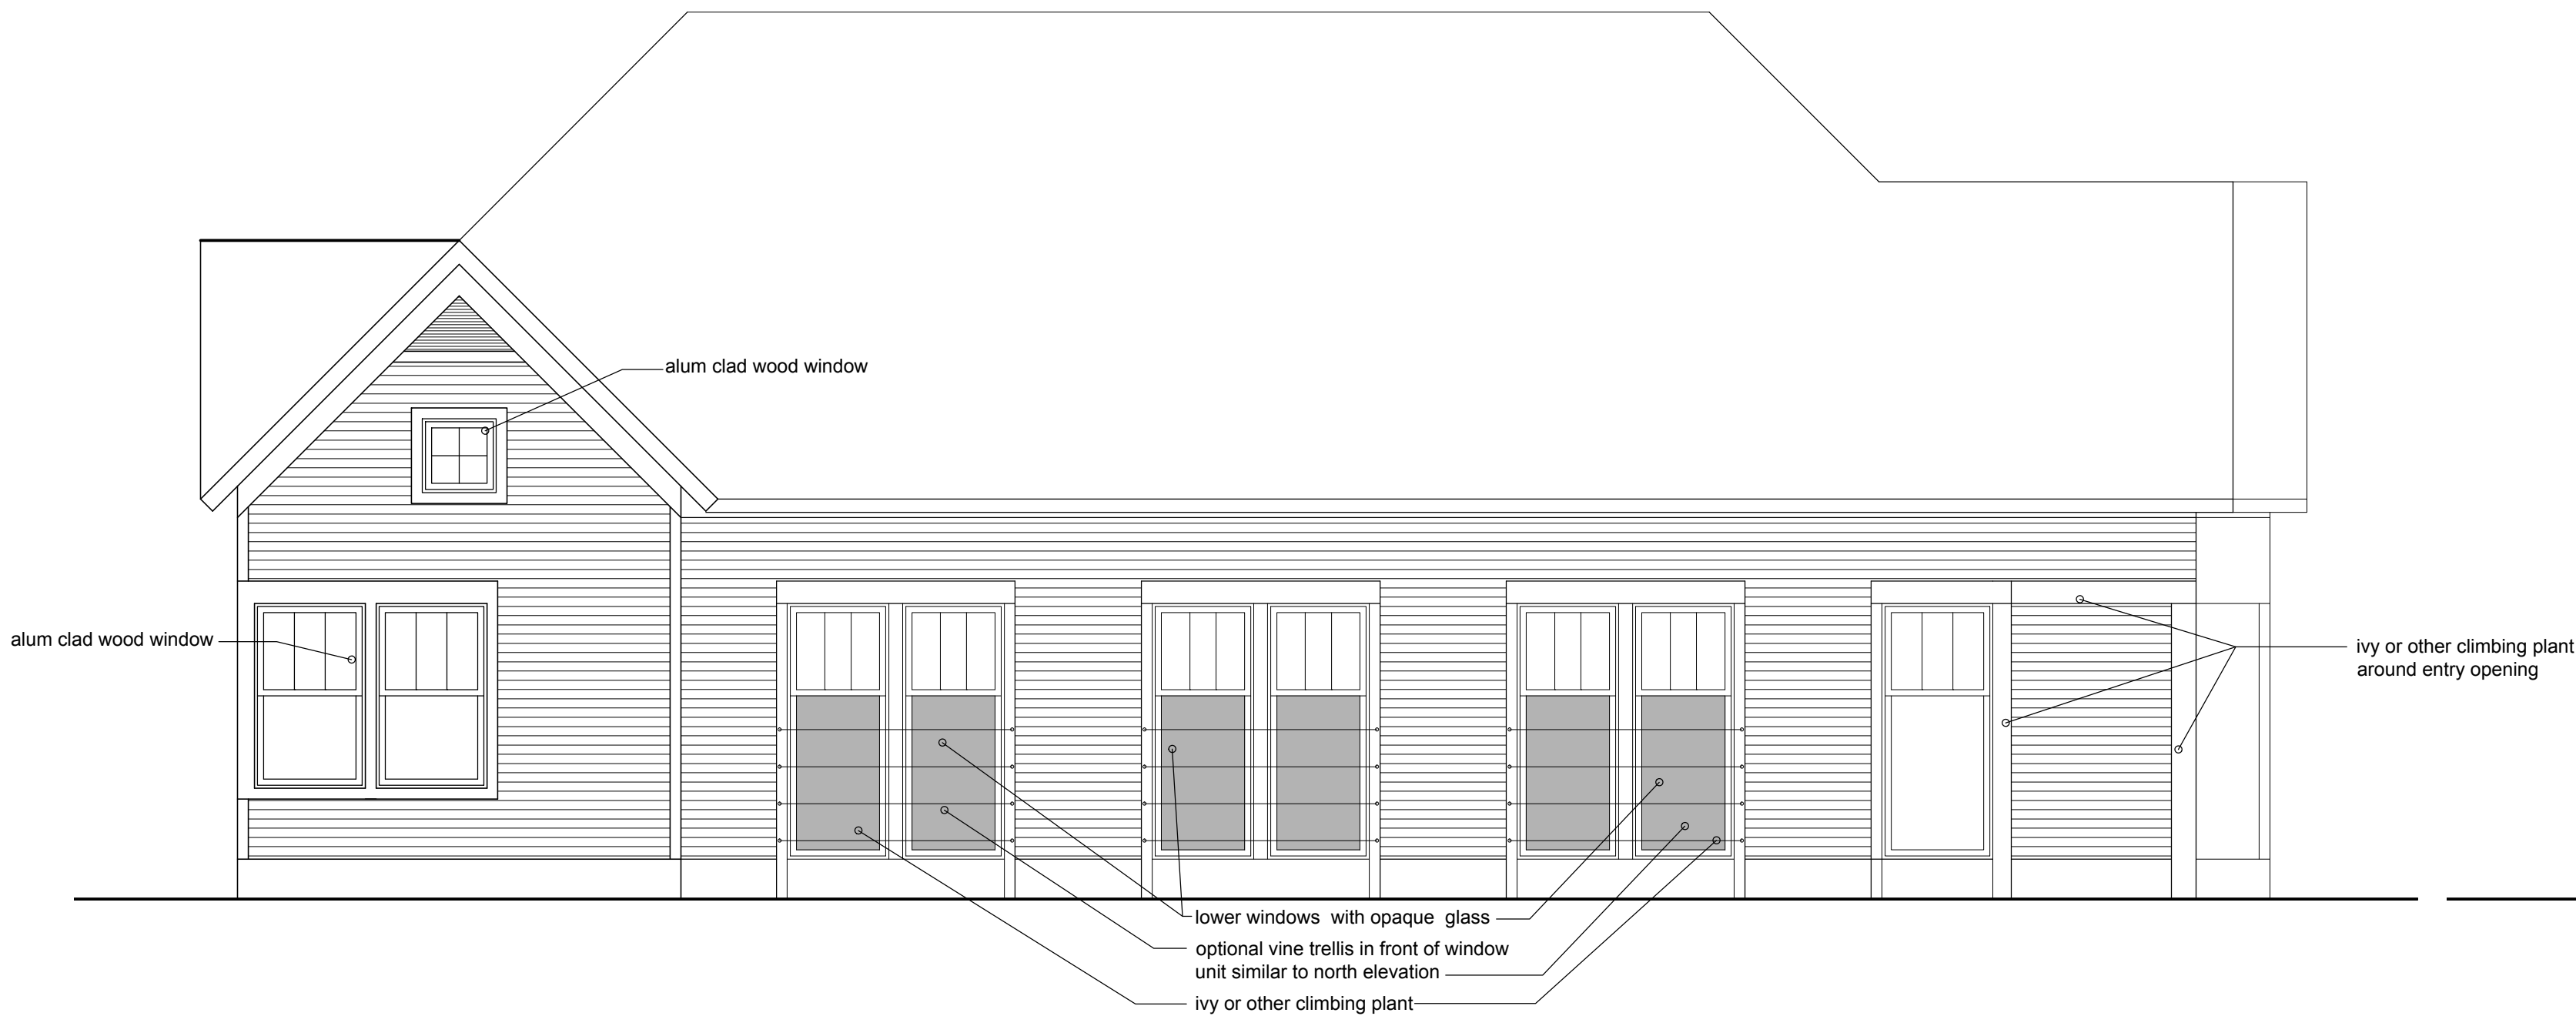 alum clad wood window
alum clad wood window
ivy or other climbing plant
around entry opening
lower windows with opaque glass
optional vine trellis in front of window
unit similar to north elevation
ivy or other climbing plant